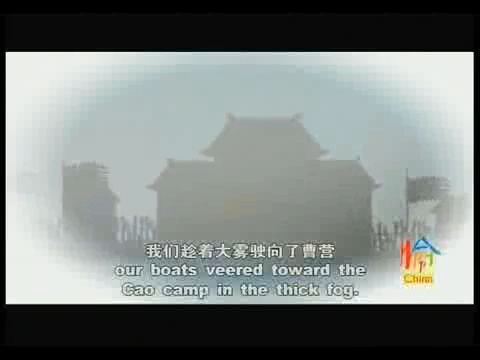 我们趁着大雾驶向了曹营
our boats veered toward the
Cao camp in the thick fog.
China